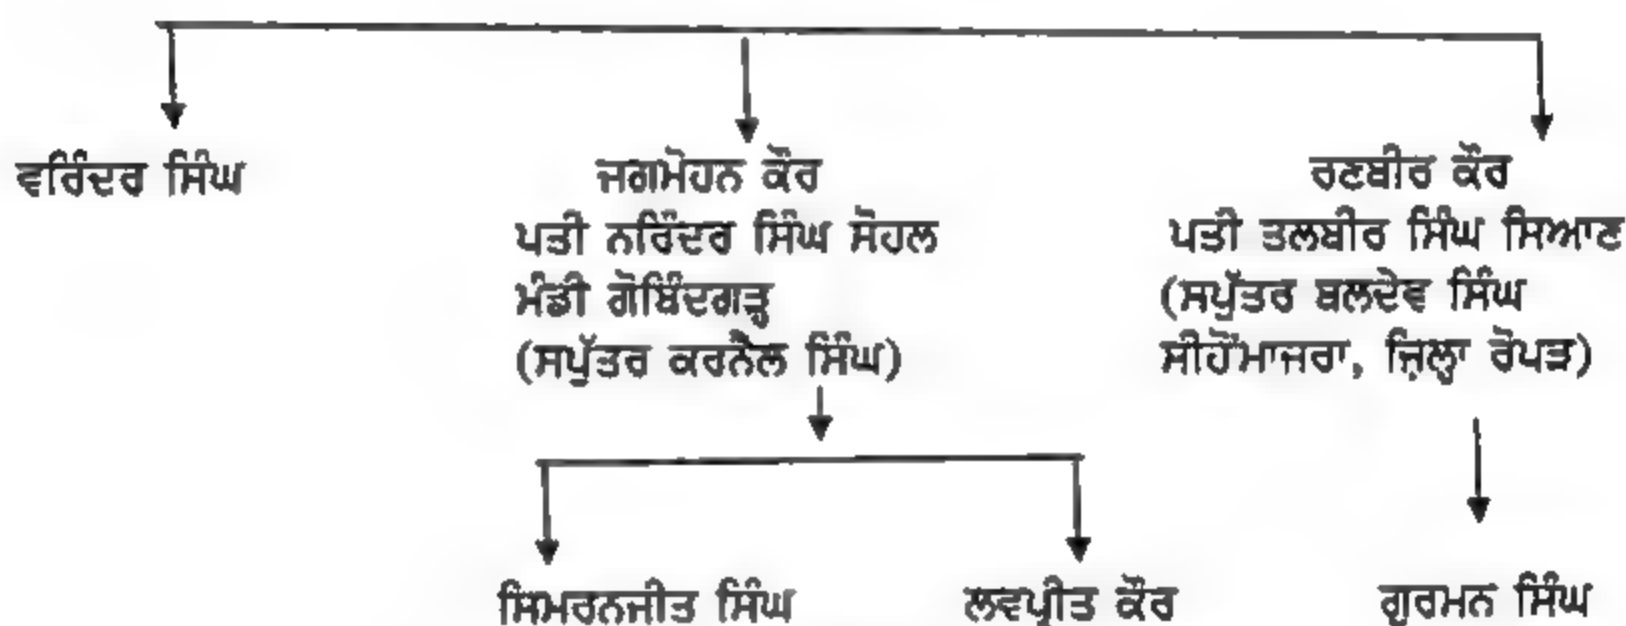 ਵਰਿੰਦਰ ਸਿੰਘ
ਜਗਮੋਹਨ ਕੌਰ
ਪਤੀ ਨਰਿੰਦਰ ਸਿੰਘ ਸੋਹਲ
ਮੰਡੀ ਗੋਬਿੰਦਗੜ੍ਹ
(ਸਪੁੱਤਰ ਕਰਨੈਲ ਸਿੰਘ)
ਰਣਬੀਰ ਕੌਰ
ਪਤੀ ਤਲਬੀਰ ਸਿੰਘ ਸਿਆਣ
(ਸਪੁੱਤਰ ਬਲਦੇਵ ਸਿੰਘ
ਸੀਹੋਂਮਾਜਰਾ, ਜ਼ਿਲ੍ਹਾ ਰੋਪੜ)
ਸਿਮਰਨਜੀਤ ਸਿੰਘ
ਲਵਪ੍ਰੀਤ ਕੌਰ
ਗੁਰਮਨ ਸਿੰਘ